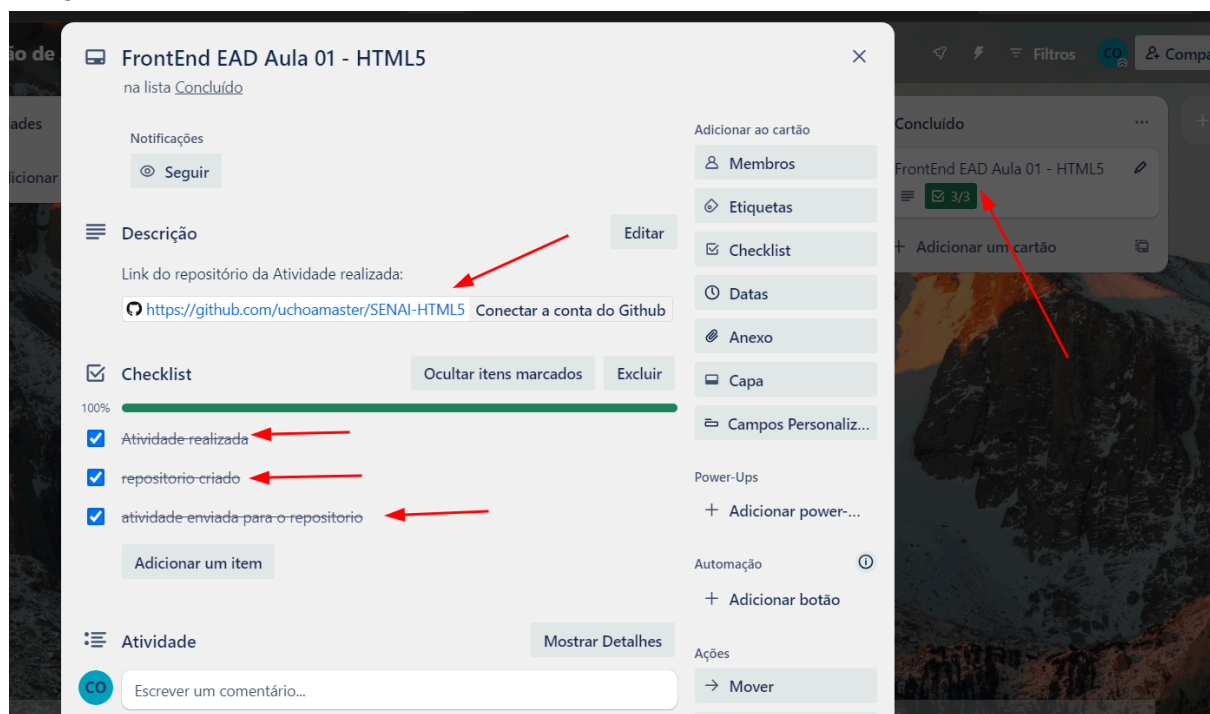 ão de
FrontEnd EAD Aula 01 - HTML5
na lista Concluído
Filtros
CO
Compa
ades
Notificações
Adicionar ao cartão
Concluído
Seguir
Membros
FrontEnd EAD Aula 01 - HTML5
licionar
3/3
Etiquetas
Descrição
Editar
Checklist
Adicionar um cartão
Link do repositório da Atividade realizada:
Datas
https://github.com/uchoamaster/SENAI-HTML5 Conectar a conta do Github
Anexo
Checklist
Ocultar itens marcados
Excluir
Capa
100%
Campos Personaliz...
Atividade realizada
repositorio criado
Power-Ups
Adicionar power-...
atividade enviada para o repositorio
Adicionar um item
Automação
Adicionar botão
Atividade
Mostrar Detalhes
Ações
CO
Escrever um comentário...
Mover